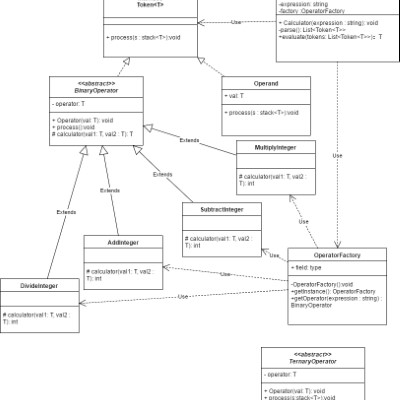 Token<T>
+ process(s : stack<T>):void
-expression: string
-factory: OperatorFactory
+ Calculator(expression : string): void
-parse(): List<Token<T>>
+evaluate(tokens: List<Token<T>>)= T
Use
<<abstract>>
BinaryOperator
- operator: T
+ Operator(val: T): void
+ process():void
# calculator(val1: T, val2 : T): T
Operand
+ val: T
+ process(s : stack<T>):void
Extends
MultiplyInteger
# calculator(val1: T, val2 :
T): int
Use
Extends
Extends
Extends
SubtractInteger
# calculator(val1: T, val2 :
T): int
Use
AddInteger
# calculator(val1: T, val2 :
T): int
Use
Use
OperatorFactory
+ field: type
-OperatorFactory():void
+getInstance(): OperatorFactory
+getOperator(expression : string) :
BinaryOperator
DivideInteger
# calculator(val1: T, val2 :
T): int
Use
<<abstract>>
TernaryOperator
- operator: T
+ Operator(val: T): void
+ process(s:stack<T>):void